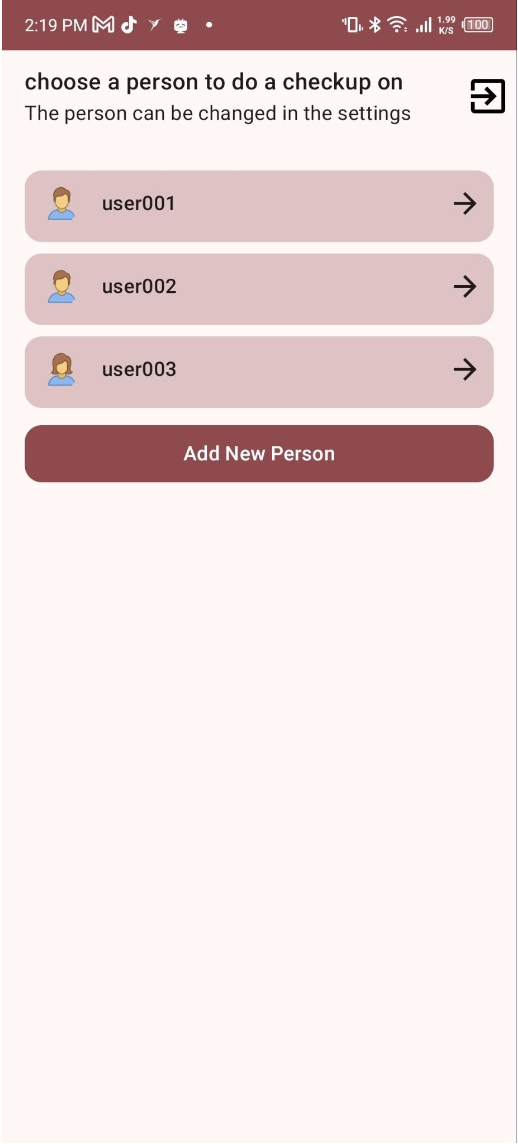 2:19 PM
1.99
K/S
100
choose a person to do a checkup on
The person can be changed in the settings
user001
user002
user003
Add New Person